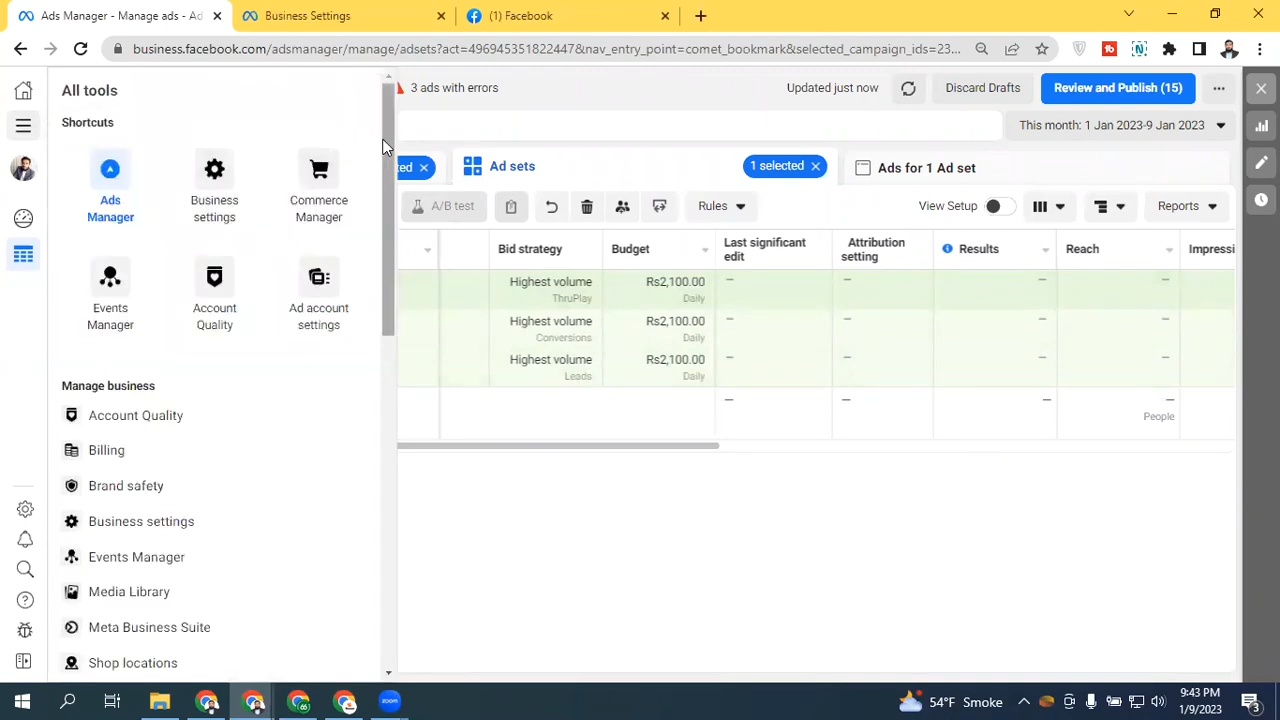 Ads Manager - Manage ads - Ad
Business Settings
(1) Facebook
business.facebook.com/adsmanager/manage/adsets?act=496945351822447&nav_entry_point=comet_bookmark&selected_campaign_ids=23...
All tools
Shortcuts
Ads Manager
Business settings
Commerce Manager
Events Manager
Account Quality
Ad account settings
Manage business
Account Quality
Billing
Brand safety
Business settings
Events Manager
Media Library
Meta Business Suite
Shop locations
3 ads with errors
Updated just now
Discard Drafts
Review and Publish (15)
This month: 1 Jan 2023-9 Jan 2023
Ad sets
1 selected
Ads for 1 Ad set
A/B test
Rules
View Setup
Reports
Bid strategy
Budget
Last significant edit
Attribution setting
Results
Reach
Impressi
Highest volume
ThruPlay
Rs2,100.00
Daily
Highest volume
Conversions
Rs2,100.00
Daily
Highest volume
Leads
Rs2,100.00
Daily
People
zoom
54°F Smoke
9:43 PM
1/9/2023
3